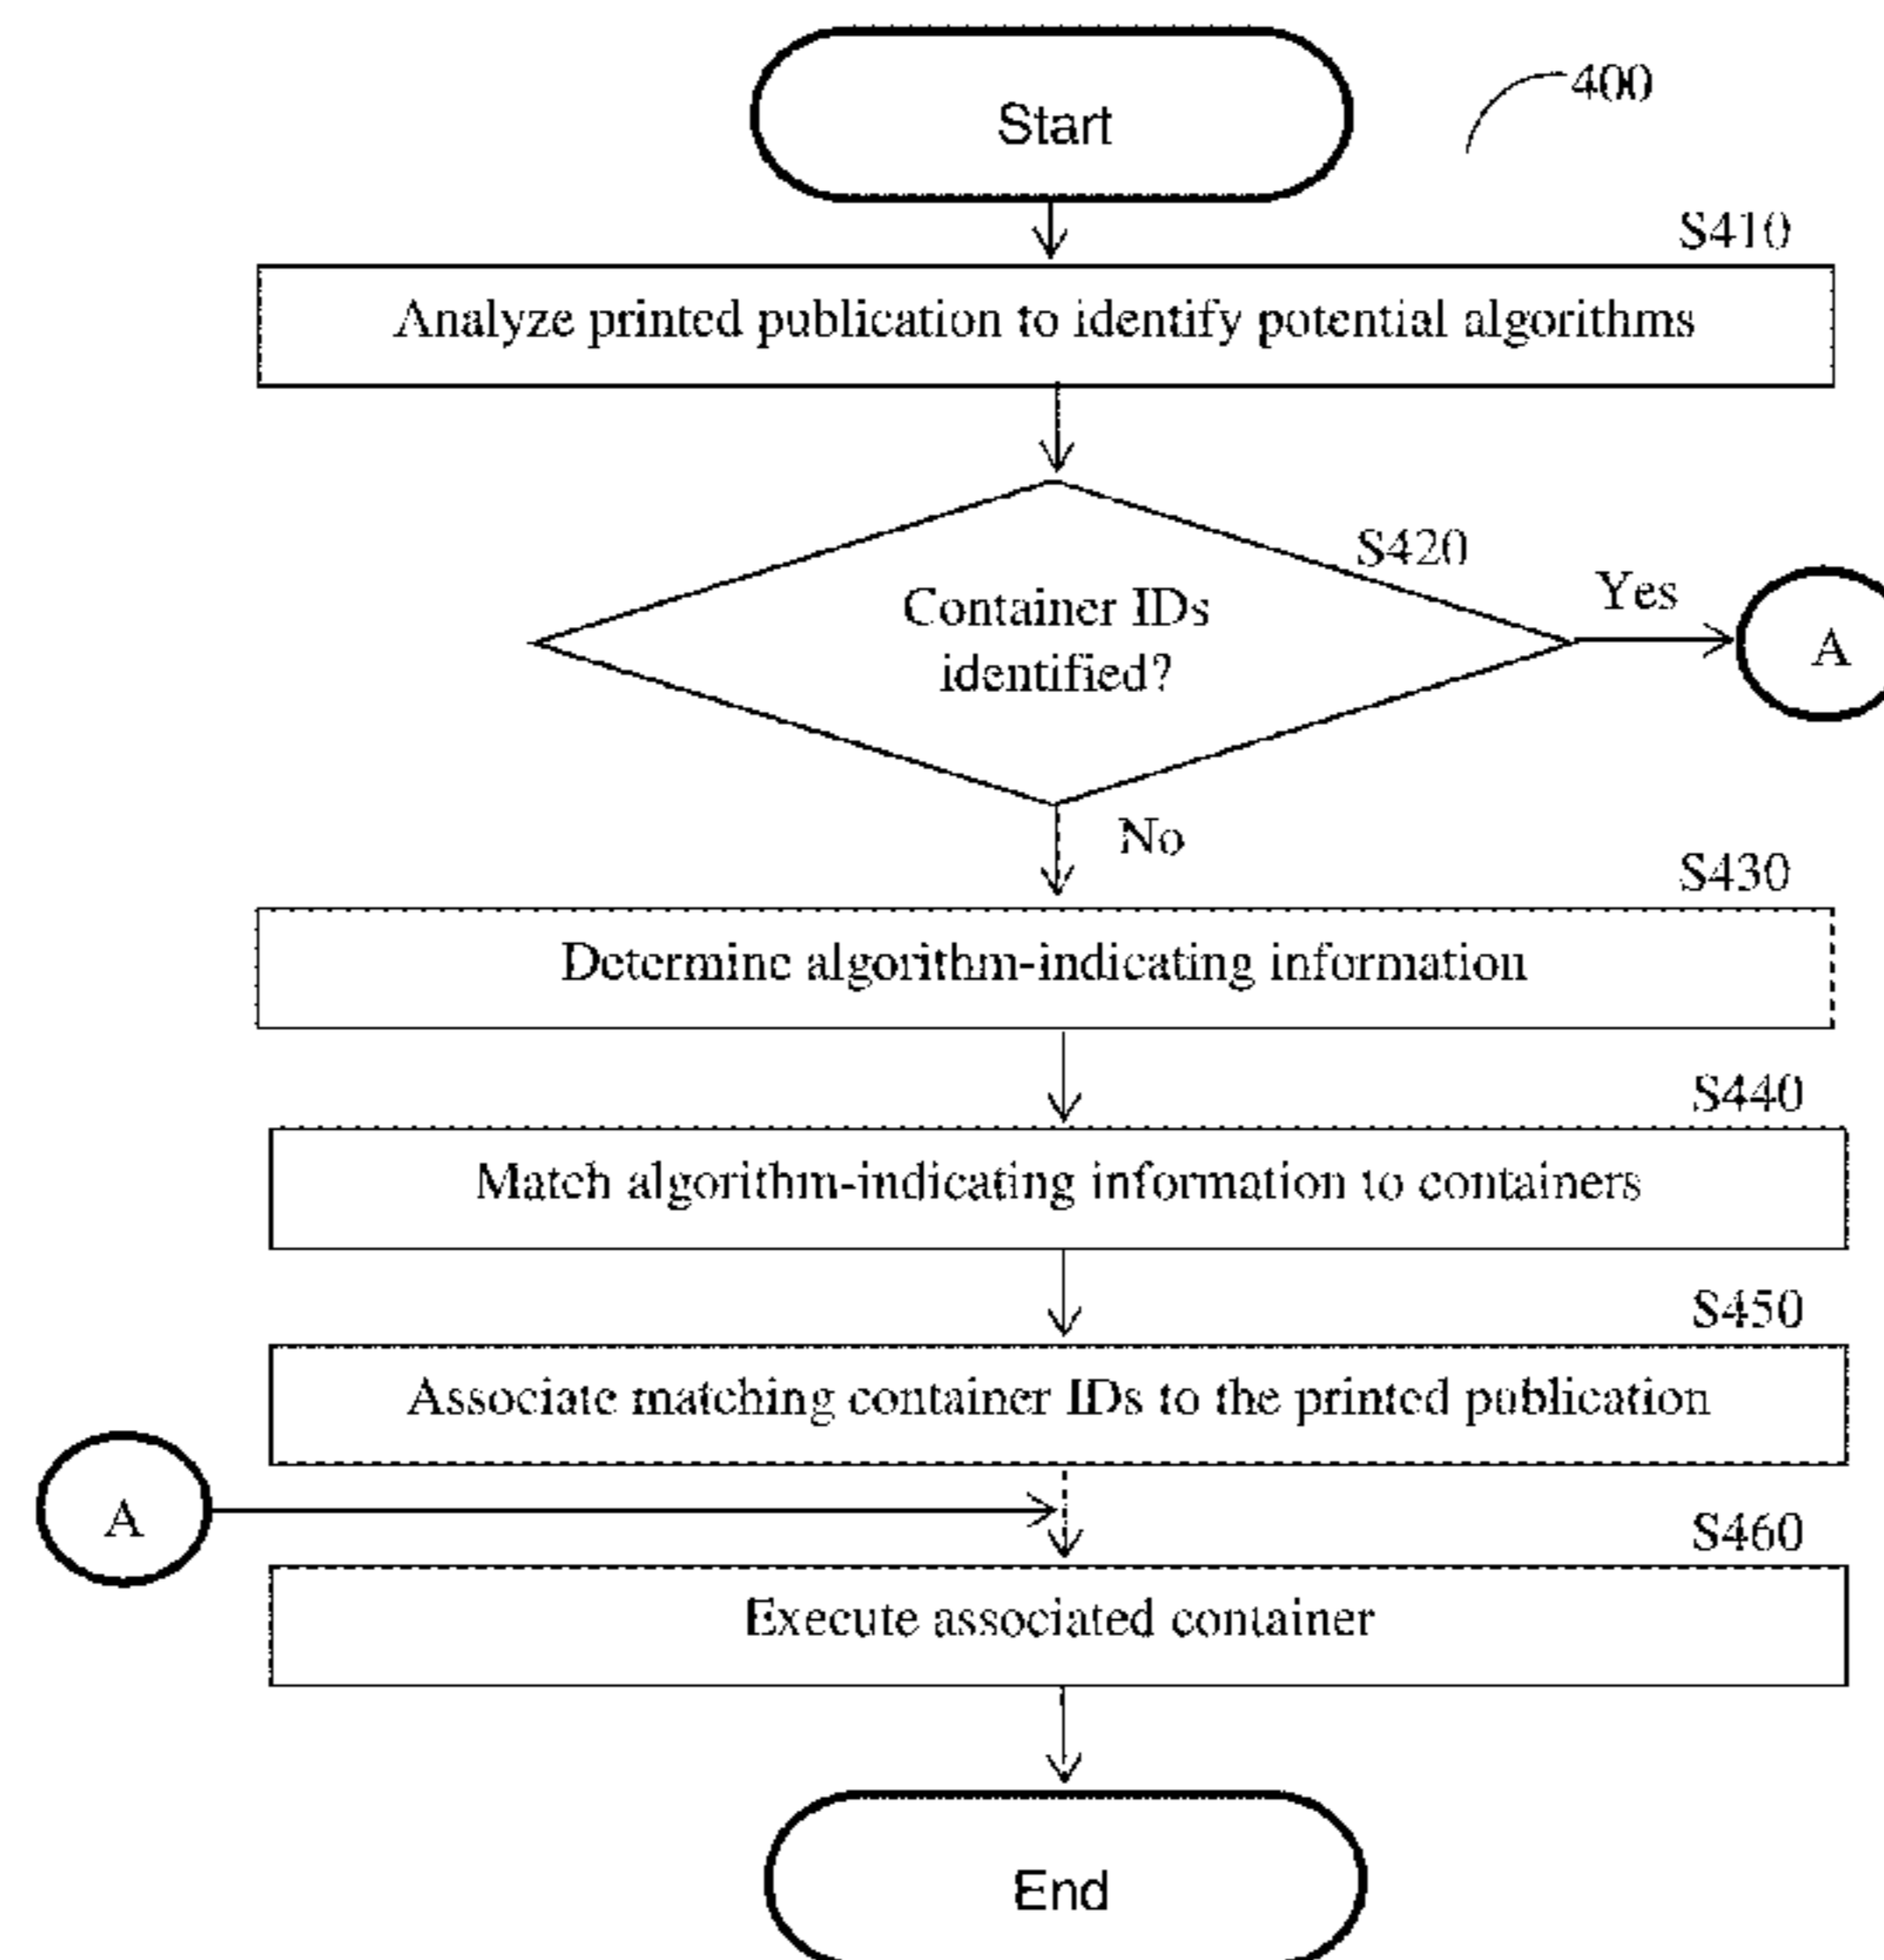 Start
400
S410
Analyze printed publication to identify potential algorithms
S420
Container IDs
identified?
Yes
A
No
S430
Determine algorithm-indicating information
S440
Match algorithm-indicating information to containers
S450
Associate matching container IDs to the printed publication
A
S460
Execute associated container
End